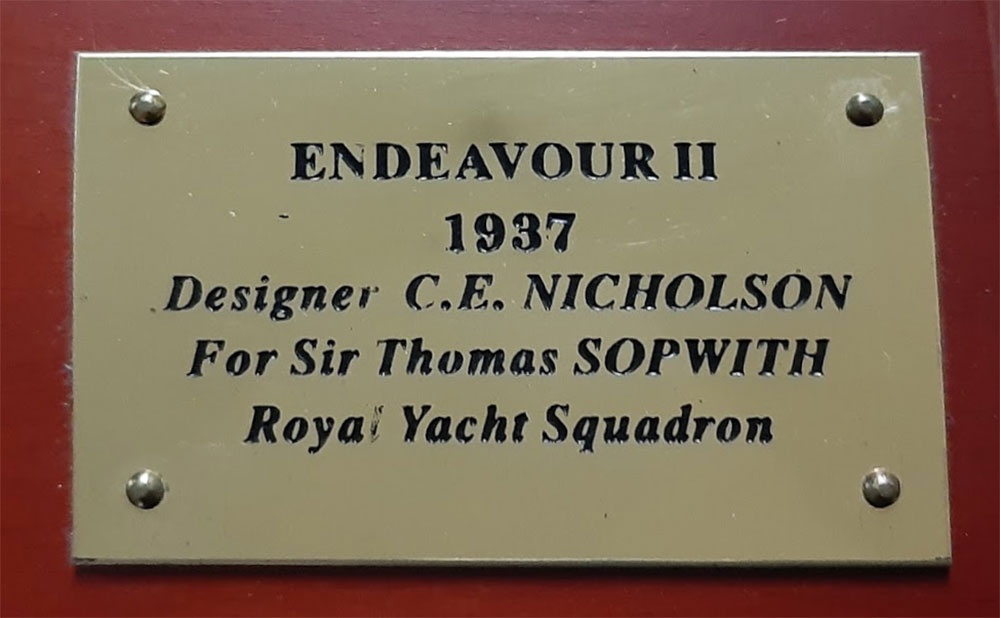 ENDEAVOUR II
1937
Designer C.E. NICHOLSON
For Sir Thomas SOPWITH
Royal Yacht Squadron